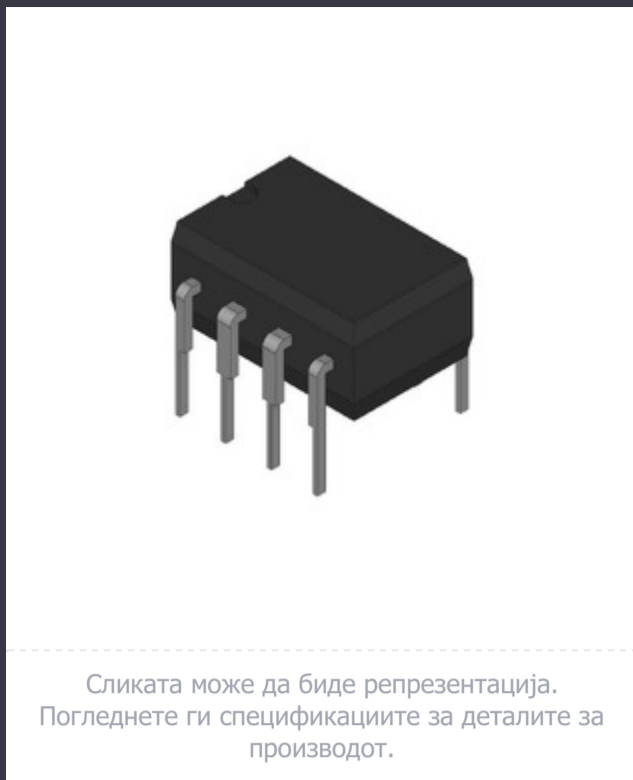 Сликата може да биде репрезентација.
Погледнете ги спецификациите за деталите за
производот.